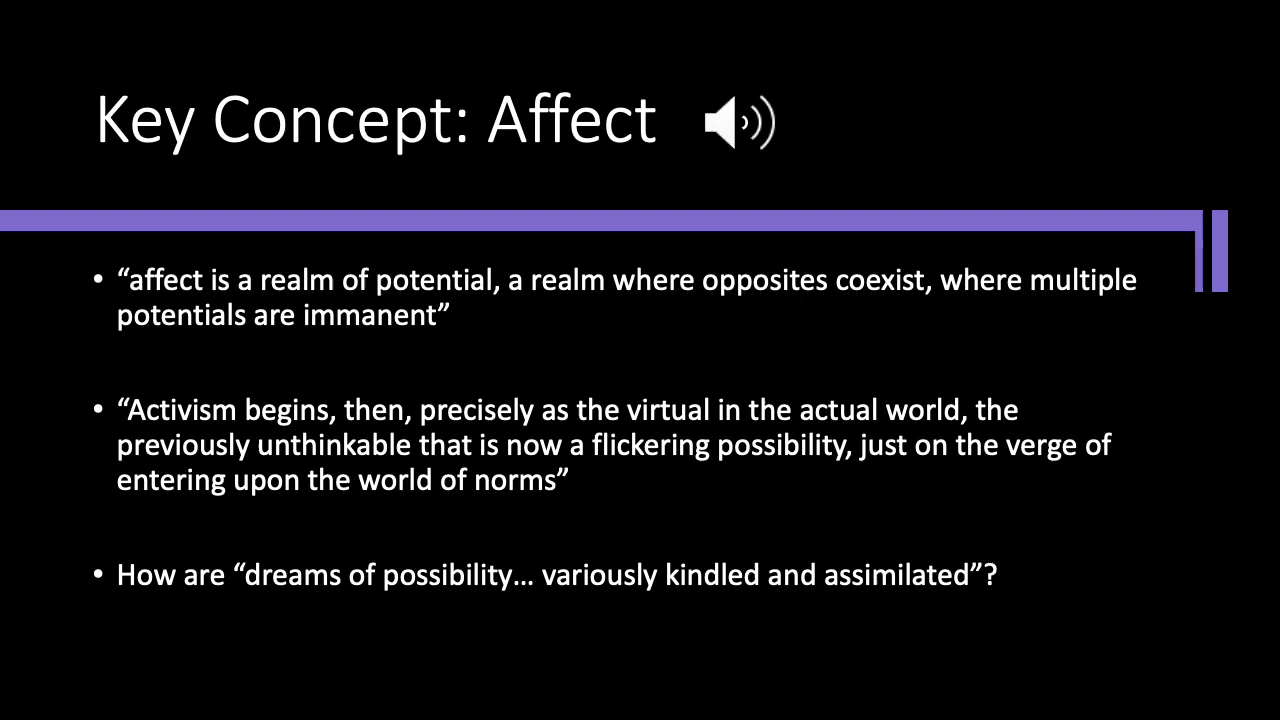 Key Concept: Affect
• “affect is a realm of potential, a realm where opposites coexist, where multiple
potentials are immanent”
• “Activism begins, then, precisely as the virtual in the actual world, the
previously unthinkable that is now a flickering possibility, just on the verge of
entering upon the world of norms”
• How are “dreams of possibility… variously kindled and assimilated”?